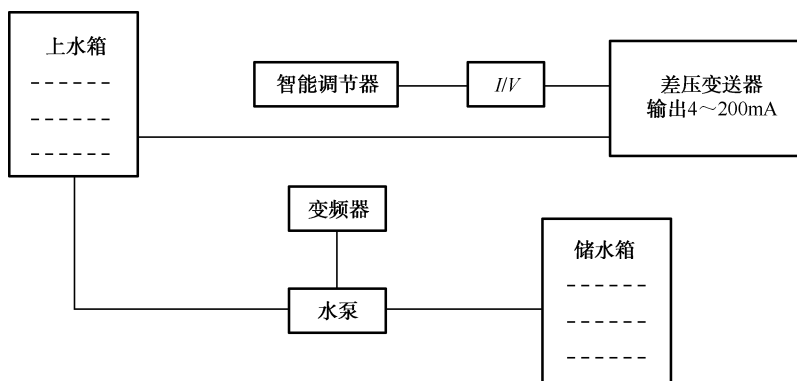 上水箱
智能调节器
I/V
差压变送器
输出4～200mA
变频器
储水箱
水泵